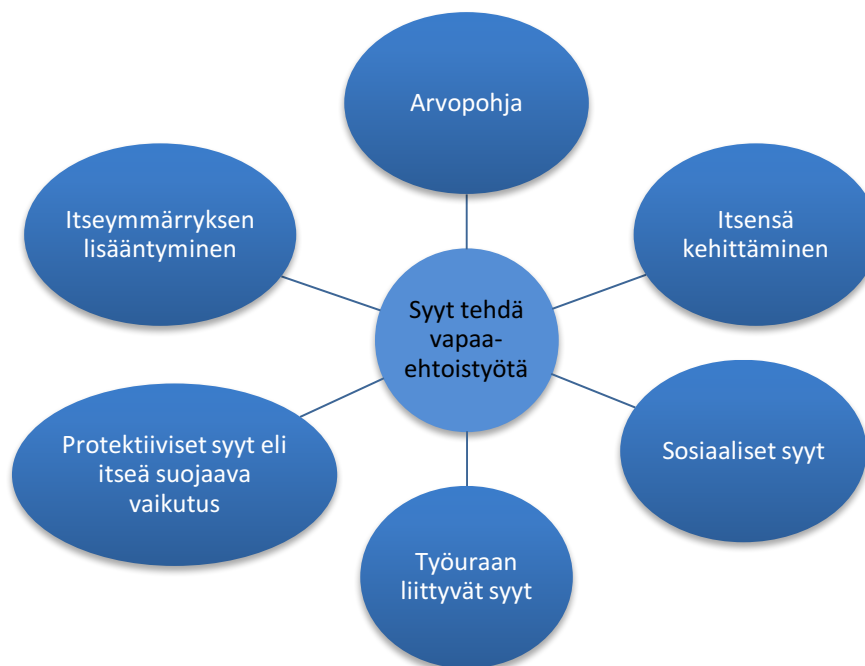 Arvopohja
Itseymmärryksen
lisääntyminen
Itsensä
kehittäminen
Syyt tehdä
vapaa-
ehtoistyötä
Protektiiviset syyt eli
itseä suojaava
vaikutus
Sosiaaliset syyt
Työuraan
liittyvät syyt